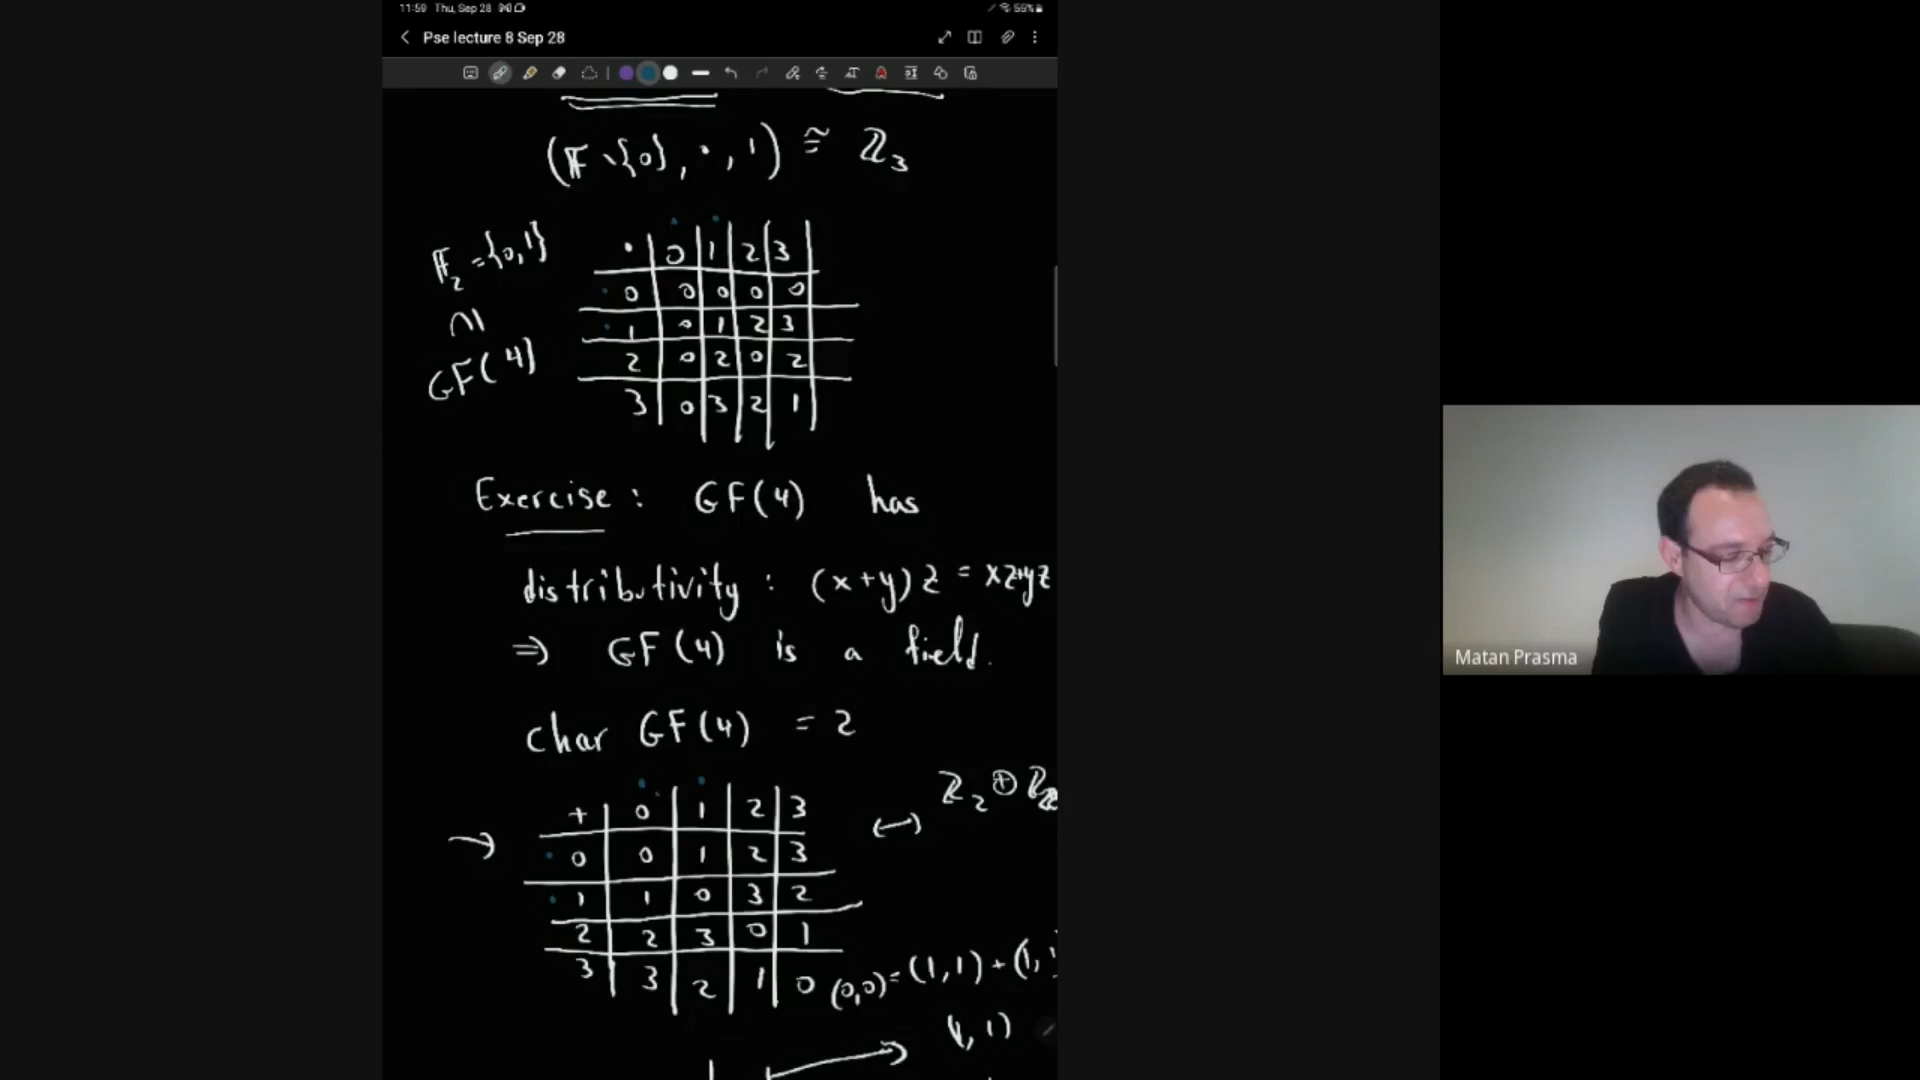 11:59 Thu, Sep 28
55%
Pse lecture 8 Sep 28
(𝔽∖{0}, ·, 1) ≅ ℤ₃
𝔽₂ = {0,1}
∩|
GF(4)
· | 0 | 1 | 2 | 3
0 | 0 | 0 | 0 | 0
1 | 0 | 1 | 2 | 3
2 | 0 | 2 | 0 | 2
3 | 0 | 3 | 2 | 1
Exercise : GF(4) has
distributivity : (x+y)z = xz+yz
⇒ GF(4) is a field.
Char GF(4) = 2
→ + | 0 | 1 | 2 | 3 ↔ ℤ₂ ⊕ ℤ₂
0 | 0 | 1 | 2 | 3
1 | 1 | 0 | 3 | 2
2 | 2 | 3 | 0 | 1
3 | 3 | 2 | 1 | 0
(0,0) = (1,1) + (1,1
(1,1)
Matan Prasma